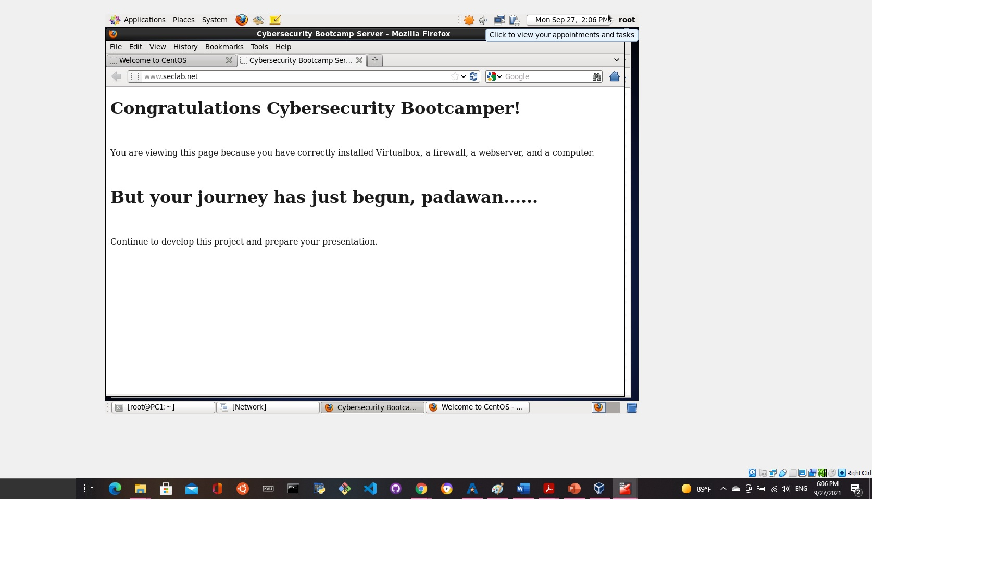 Applications Places System Mon Sep 27, 2:06 PM root
Cybersecurity Bootcamp Server - Mozilla Firefox
Click to view your appointments and tasks
File Edit View History Bookmarks Tools Help
Welcome to CentOS Cybersecurity Bootcamp Ser...
www.seclab.net Google
Congratulations Cybersecurity Bootcamper!
You are viewing this page because you have correctly installed Virtualbox, a firewall, a webserver, and a computer.
But your journey has just begun, padawan......
Continue to develop this project and prepare your presentation.
[root@PC1:~] [Network] Cybersecurity Bootca... Welcome to CentOS - ...
Right Ctrl
KALI 89°F ENG 6:06 PM
9/27/2021 2